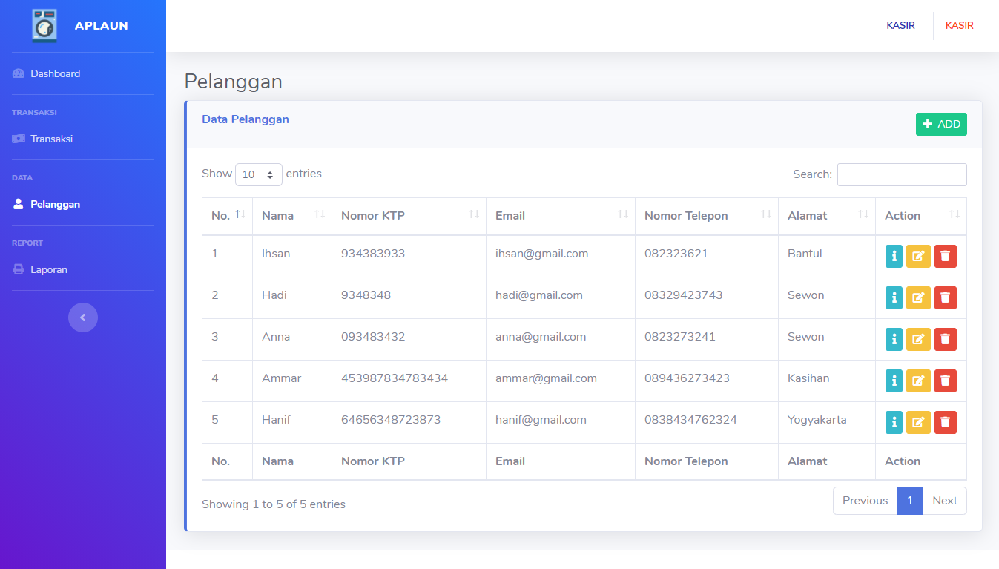 APLAUN
KASIR KASIR
Dashboard
TRANSAKSI
Transaksi
DATA
Pelanggan
REPORT
Laporan
Pelanggan
Data Pelanggan
ADD
Show 10 entries
Search:
No. Nama Nomor KTP Email Nomor Telepon Alamat Action
1 Ihsan 934383933 ihsan@gmail.com 082323621 Bantul
2 Hadi 9348348 hadi@gmail.com 08329423743 Sewon
3 Anna 093483432 anna@gmail.com 0823273241 Sewon
4 Ammar 453987834783434 ammar@gmail.com 089436273423 Kasihan
5 Hanif 64656348723873 hanif@gmail.com 0838434762324 Yogyakarta
No. Nama Nomor KTP Email Nomor Telepon Alamat Action
Showing 1 to 5 of 5 entries
Previous 1 Next